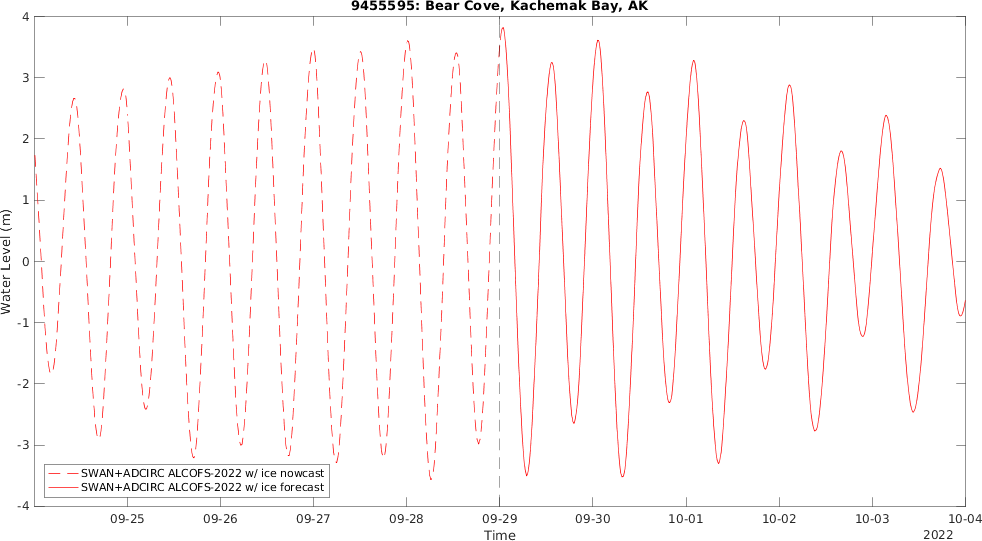 9455595: Bear Cove, Kachemak Bay, AK
4
3
2
1
0
-1
-2
-3
-4
Water Level (m)
SWAN+ADCIRC ALCOFS-2022 w/ ice nowcast
SWAN+ADCIRC ALCOFS-2022 w/ ice forecast
09-25 09-26 09-27 09-28 09-29 09-30 10-01 10-02 10-03 10-04
Time
2022